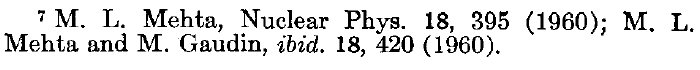 ⁷ M. L. Mehta, Nuclear Phys. 18, 395 (1960); M. L.
Mehta and M. Gaudin, ibid. 18, 420 (1960).